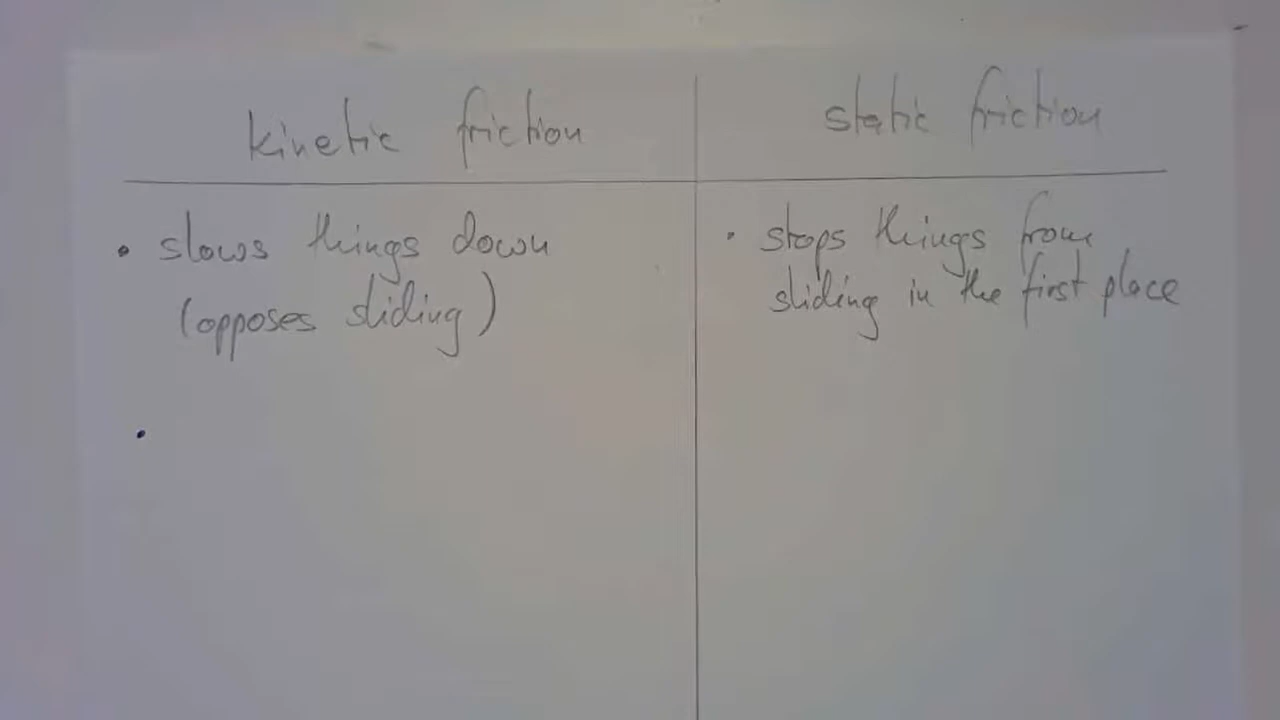 kinetic friction
static friction
• slows things down
(opposes sliding)
•
• stops things from
sliding in the first place